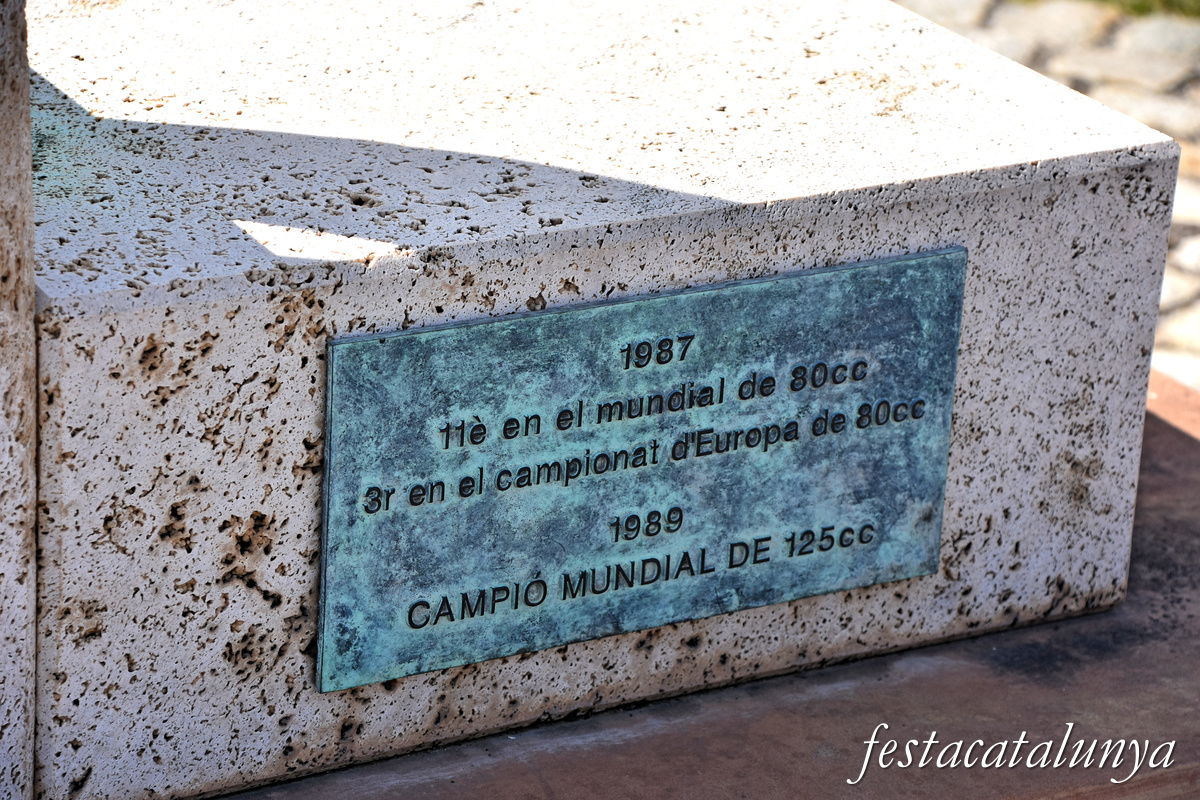 1987
11è en el mundial de 80cc
3r en el campionat d'Europa de 80cc
1989
CAMPIÓ MUNDIAL DE 125cc
festacatalunya